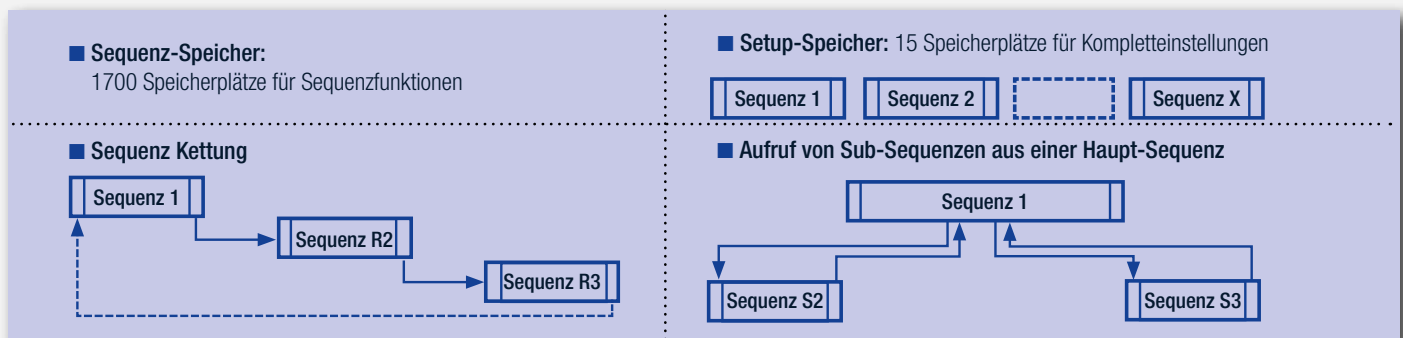 ■ Sequenz-Speicher:
1700 Speicherplätze für Sequenzfunktionen
■ Setup-Speicher: 15 Speicherplätze für Kompletteinstellungen
Sequenz 1
Sequenz 2
Sequenz X
■ Sequenz Kettung
Sequenz 1
Sequenz R2
Sequenz R3
■ Aufruf von Sub-Sequenzen aus einer Haupt-Sequenz
Sequenz 1
Sequenz S2
Sequenz S3